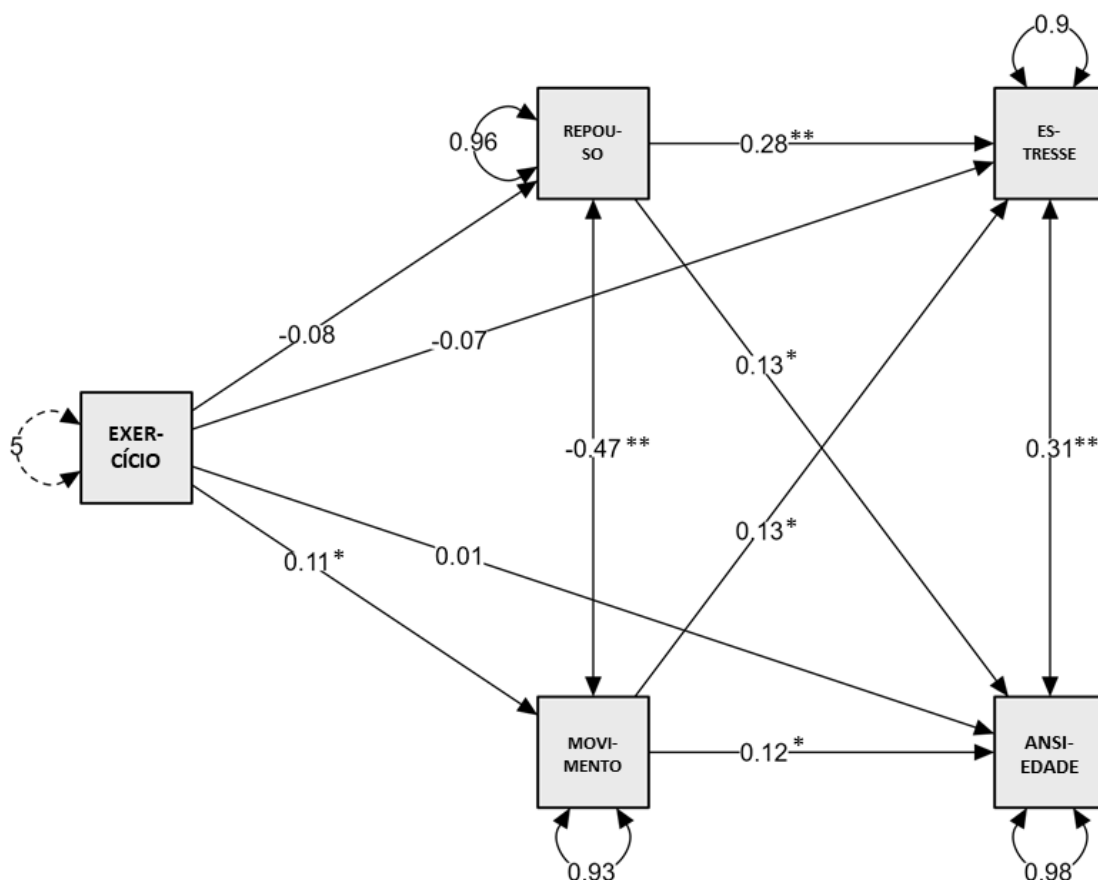 0.9
REPOU-
SO
0.96
0.28**
ES-
TRESSE
-0.08
-0.07
0.13*
EXER-
CÍCIO
5
-0.47**
0.31**
0.13*
0.11*
0.01
MOVI-
MENTO
0.12*
ANSI-
EDADE
0.93
0.98